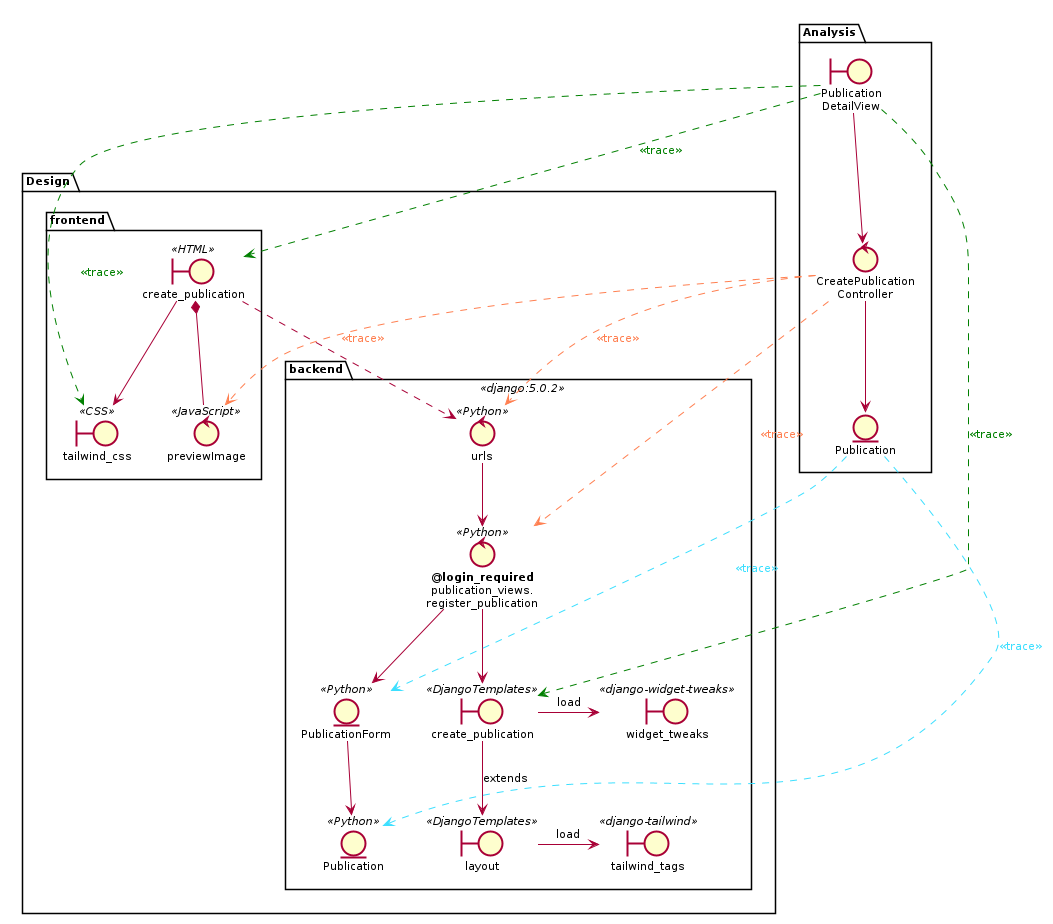 Analysis
Publication
DetailView
«trace»
Design
frontend
«HTML»
create_publication
«trace»
CreatePublication
Controller
«trace»
«trace»
backend
«django:5.0.2»
«CSS»
tailwind_css
«JavaScript»
previewImage
«Python»
urls
«trace»
«trace»
Publication
«Python»
@login_required
publication_views.
register_publication
«trace»
«trace»
«Python»
PublicationForm
«DjangoTemplates»
create_publication
load
«django-widget-tweaks»
widget_tweaks
extends
«Python»
Publication
«DjangoTemplates»
layout
load
«django-tailwind»
tailwind_tags